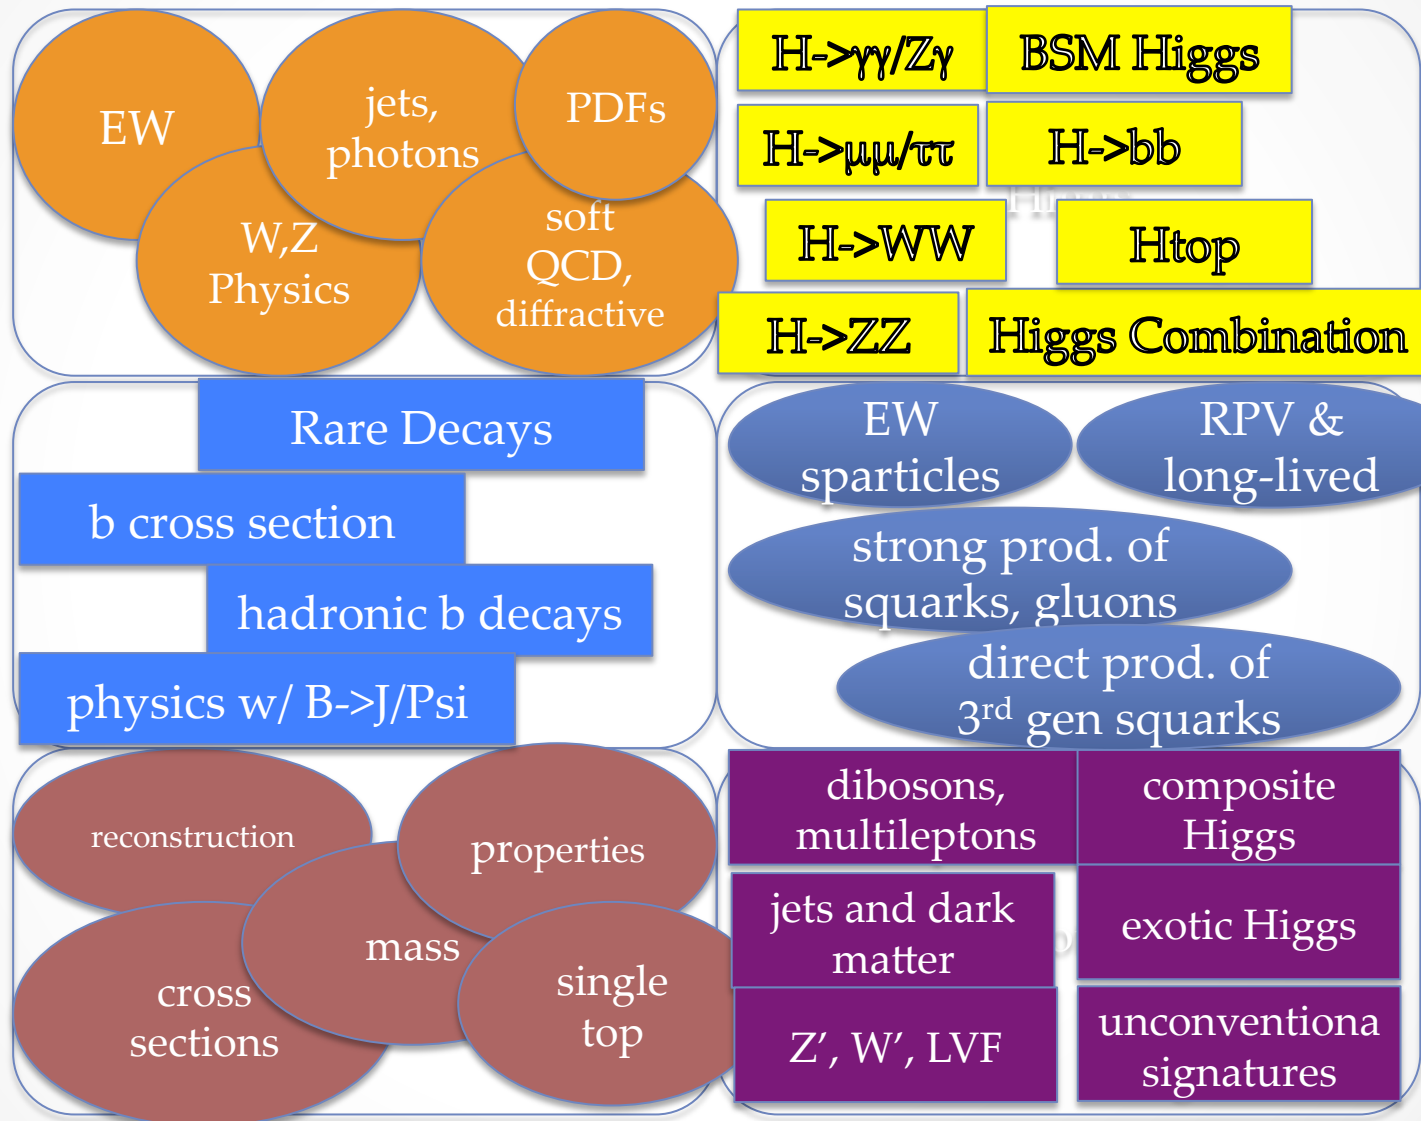 EW
jets,
photons
PDFs
W,Z
Physics
soft
QCD,
diffractive
H->γγ/Zγ
BSM Higgs
H->μμ/ττ
H->bb
H->WW
Htop
H->ZZ
Higgs Combination
Rare Decays
b cross section
hadronic b decays
physics w/ B->J/Psi
EW
sparticles
RPV &
long-lived
strong prod. of
squarks, gluons
direct prod. of
3rd gen squarks
reconstruction
properties
mass
cross
sections
single
top
dibosons,
multileptons
composite
Higgs
jets and dark
matter
exotic Higgs
Z’, W’, LVF
unconventiona
signatures